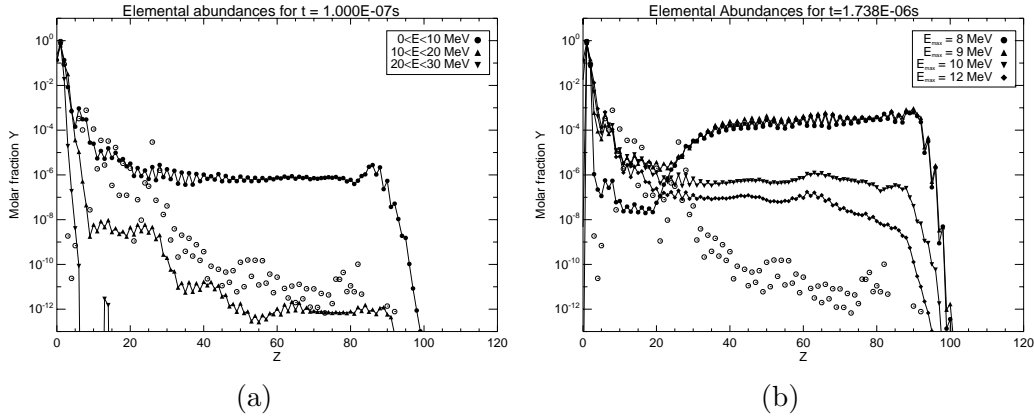 Elemental abundances for t = 1.000E-07s
0<E<10 MeV
10<E<20 MeV
20<E<30 MeV
10^0
10^-2
10^-4
10^-6
10^-8
10^-10
10^-12
Molar fraction Y
0 20 40 60 80 100 120
Z
(a)
Elemental Abundances for t=1.738E-06s
E_max = 8 MeV
E_max = 9 MeV
E_max = 10 MeV
E_max = 12 MeV
10^0
10^-2
10^-4
10^-6
10^-8
10^-10
10^-12
Molar fraction Y
0 20 40 60 80 100 120
Z
(b)